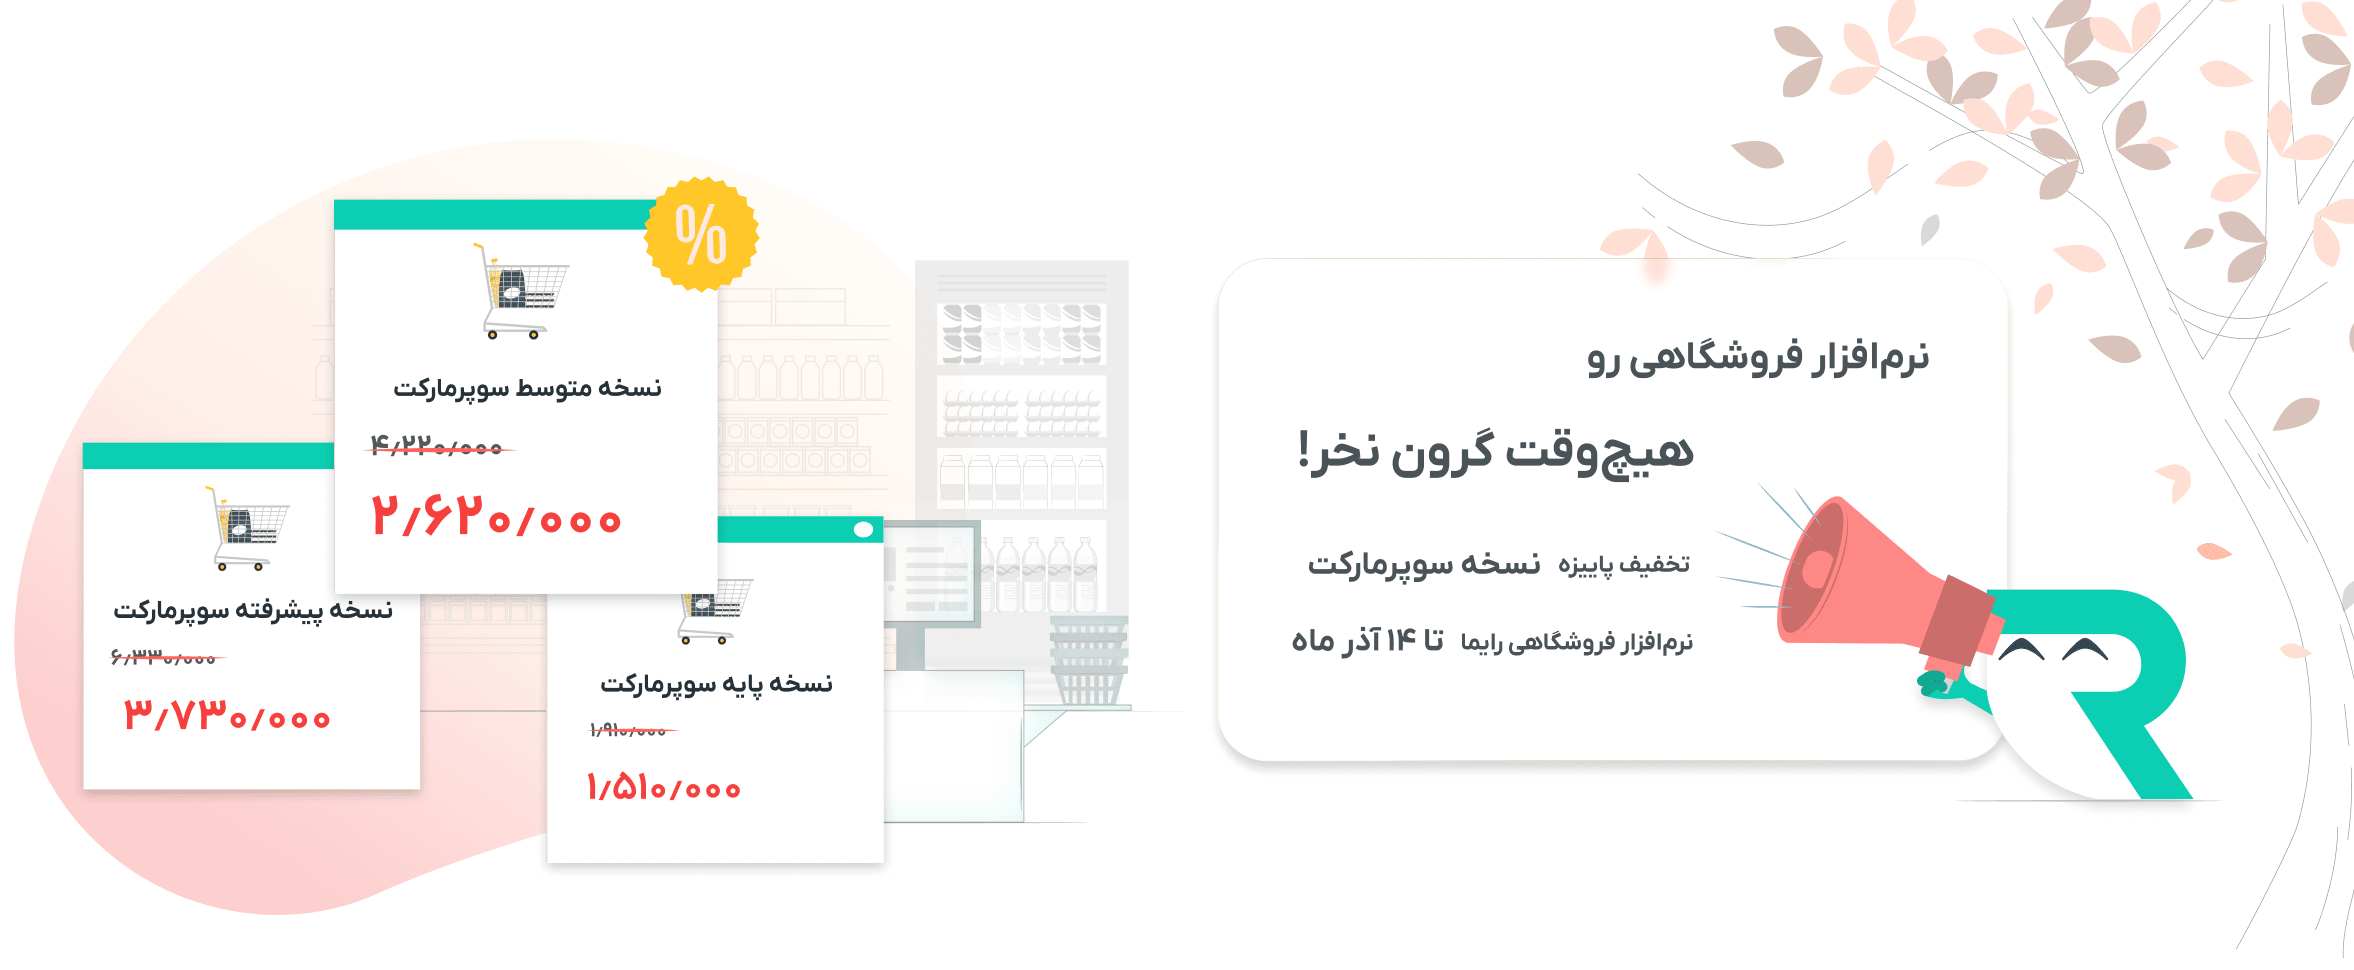 نرم‌افزار فروشگاهی رو
هیچ‌وقت گرون نخر!
تخفیف پاییزه نسخه سوپرمارکت
نرم‌افزار فروشگاهی رایما تا ۱۴ آذر ماه
%
نسخه متوسط سوپرمارکت
۴٫۲۲۰٫۰۰۰
۲٫۶۲۰٫۰۰۰
نسخه پایه سوپرمارکت
۱٫۹۱۰٫۰۰۰
۱٫۵۱۰٫۰۰۰
نسخه پیشرفته سوپرمارکت
۶٫۳۳۰٫۰۰۰
۳٫۷۳۰٫۰۰۰